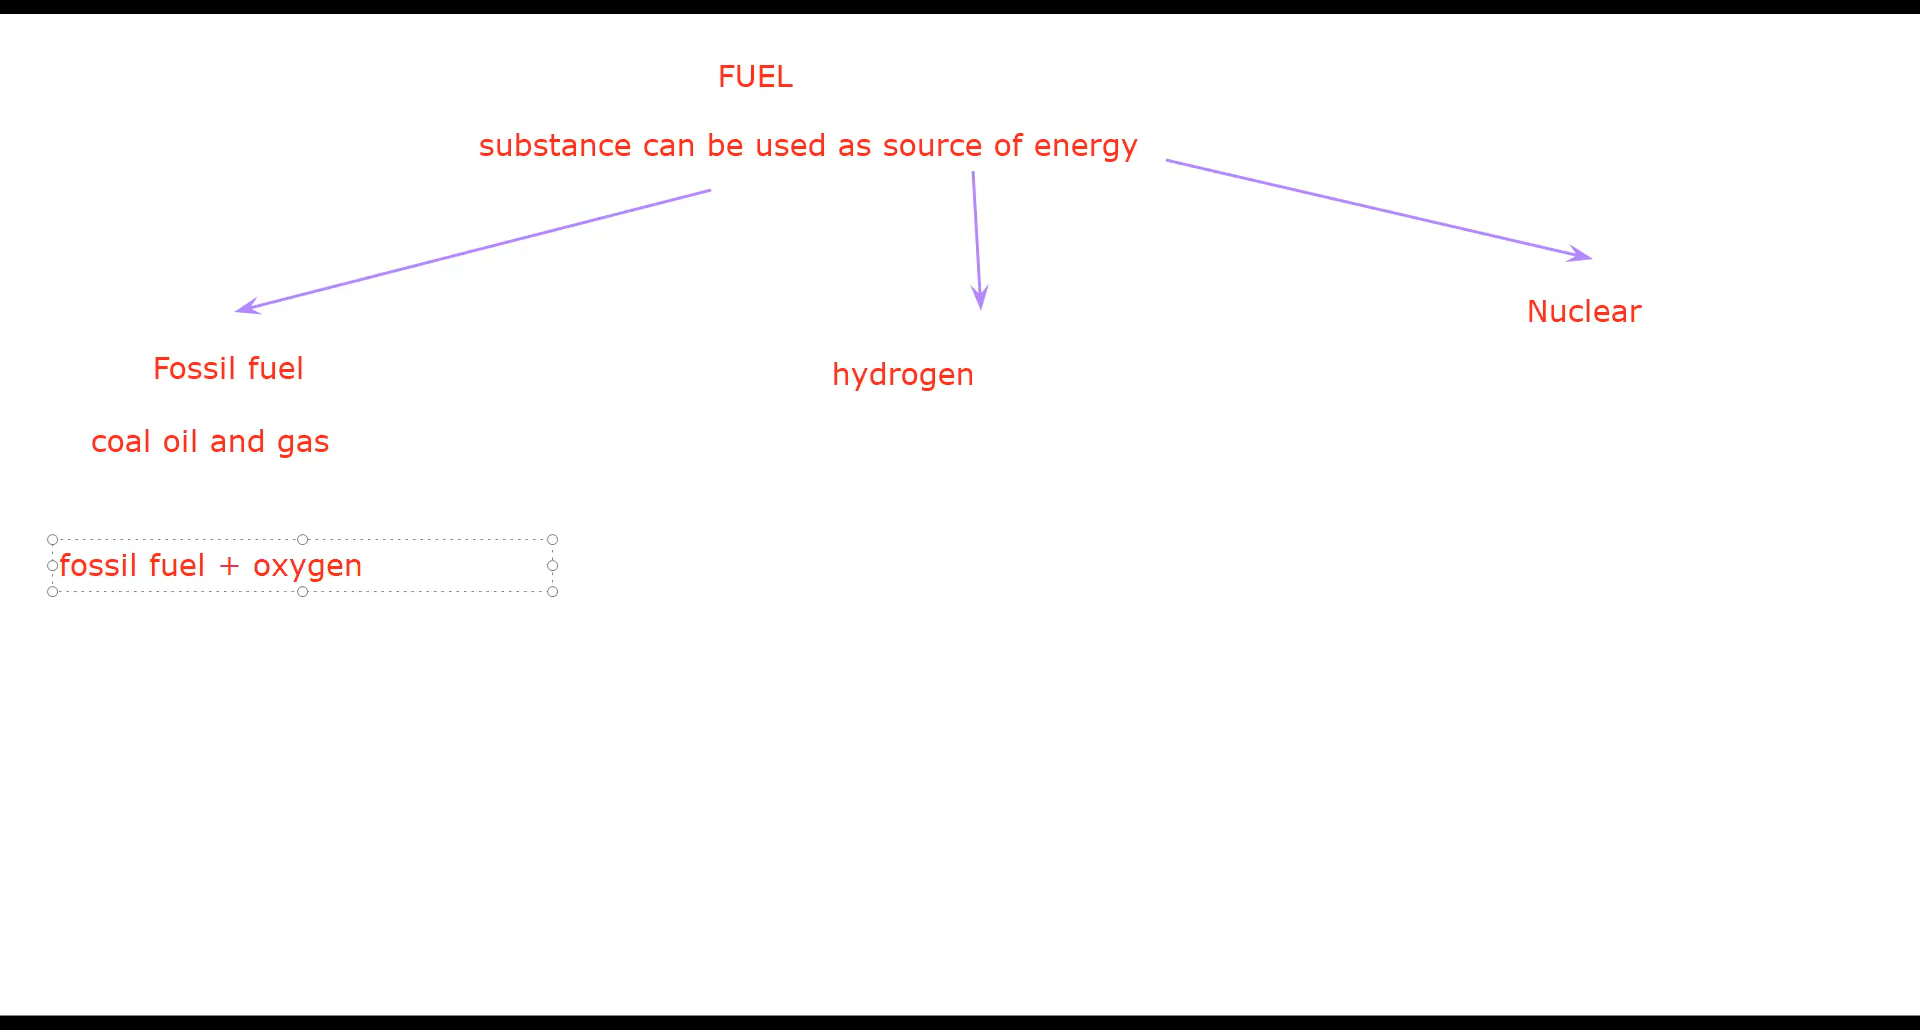 FUEL
substance can be used as source of energy
Fossil fuel
coal oil and gas
fossil fuel + oxygen
hydrogen
Nuclear